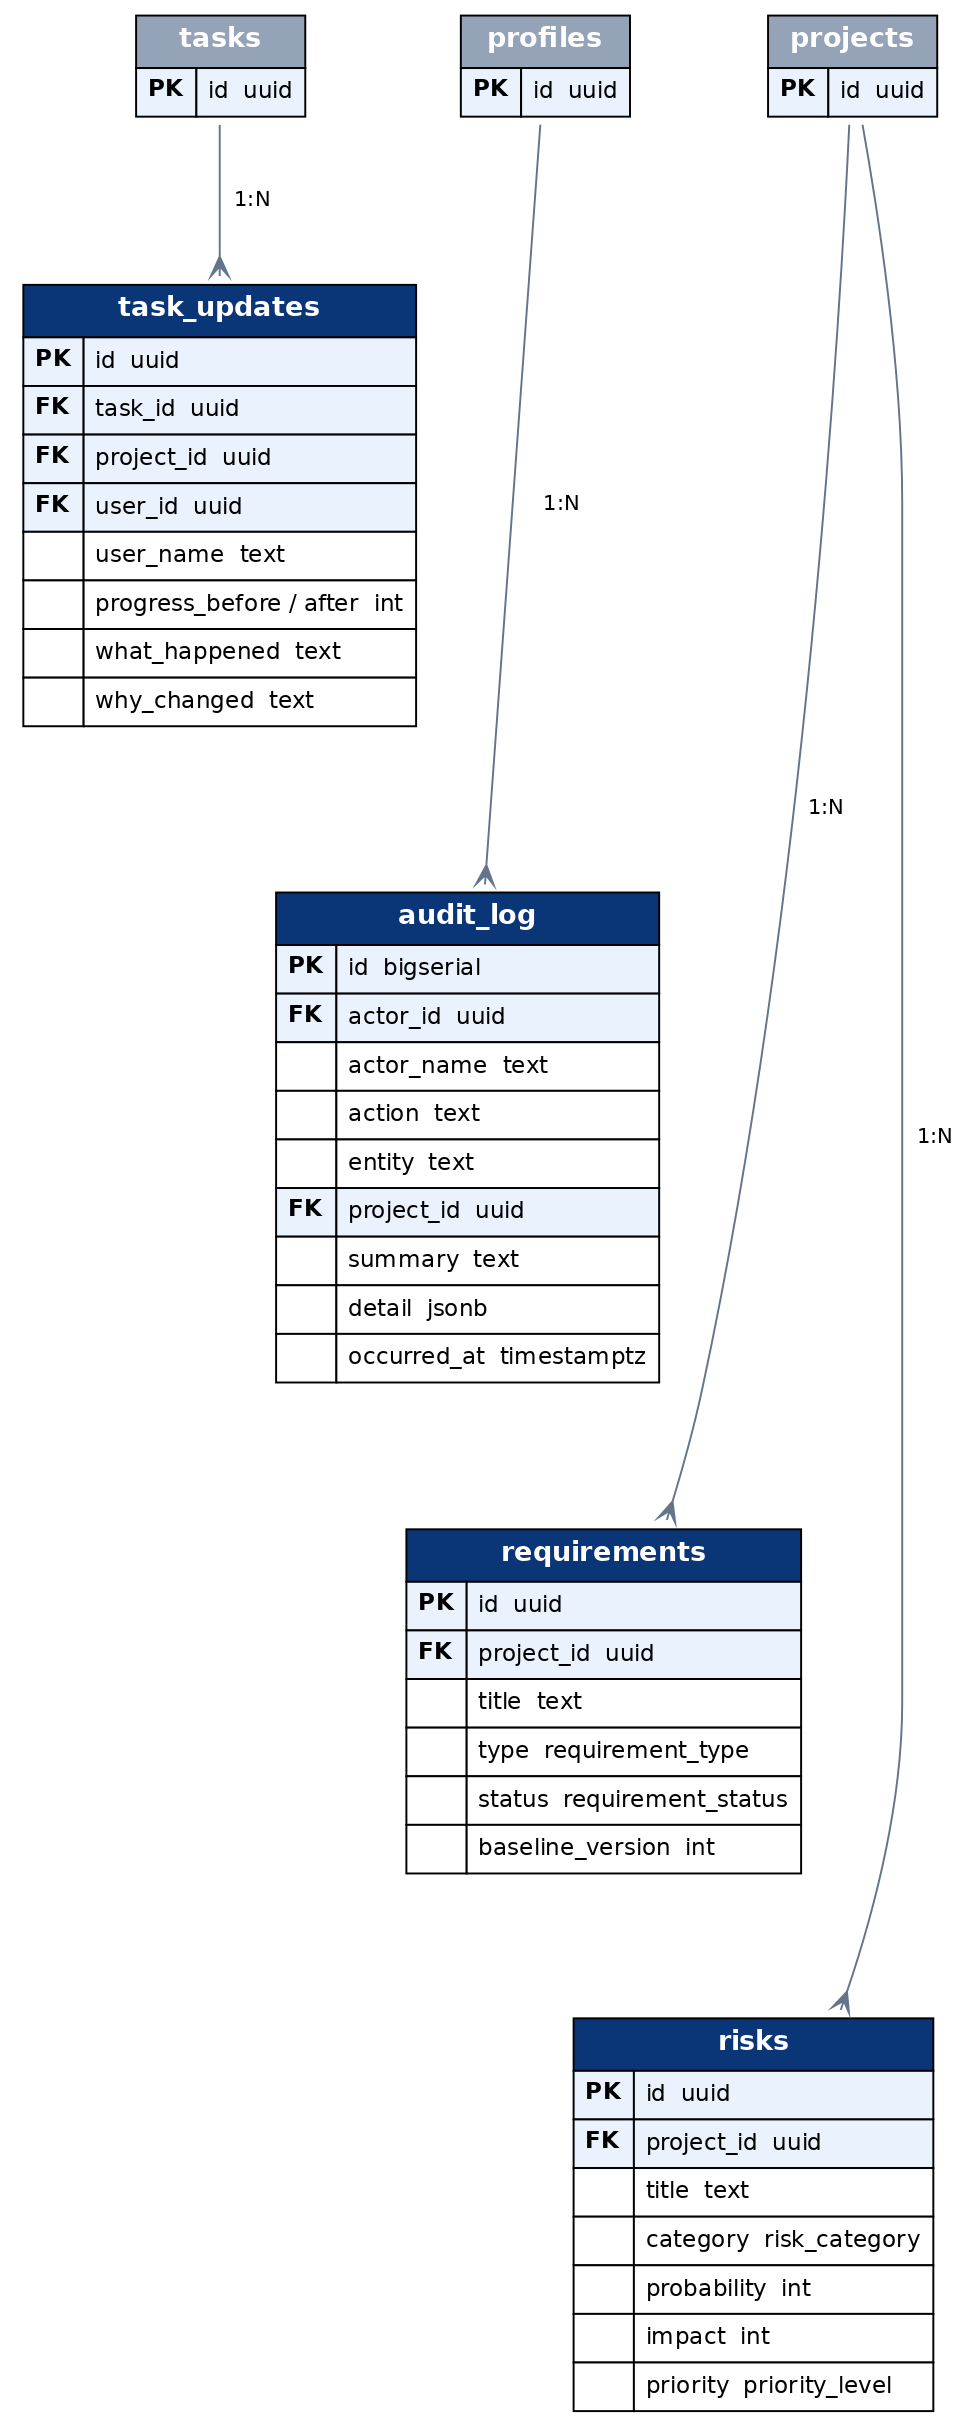 tasks
PK id uuid
profiles
PK id uuid
projects
PK id uuid
1:N
task_updates
PK id uuid
FK task_id uuid
FK project_id uuid
FK user_id uuid
user_name text
progress_before / after int
what_happened text
why_changed text
1:N
1:N
audit_log
PK id bigserial
FK actor_id uuid
actor_name text
action text
entity text
FK project_id uuid
summary text
detail jsonb
occurred_at timestamptz
1:N
requirements
PK id uuid
FK project_id uuid
title text
type requirement_type
status requirement_status
baseline_version int
risks
PK id uuid
FK project_id uuid
title text
category risk_category
probability int
impact int
priority priority_level